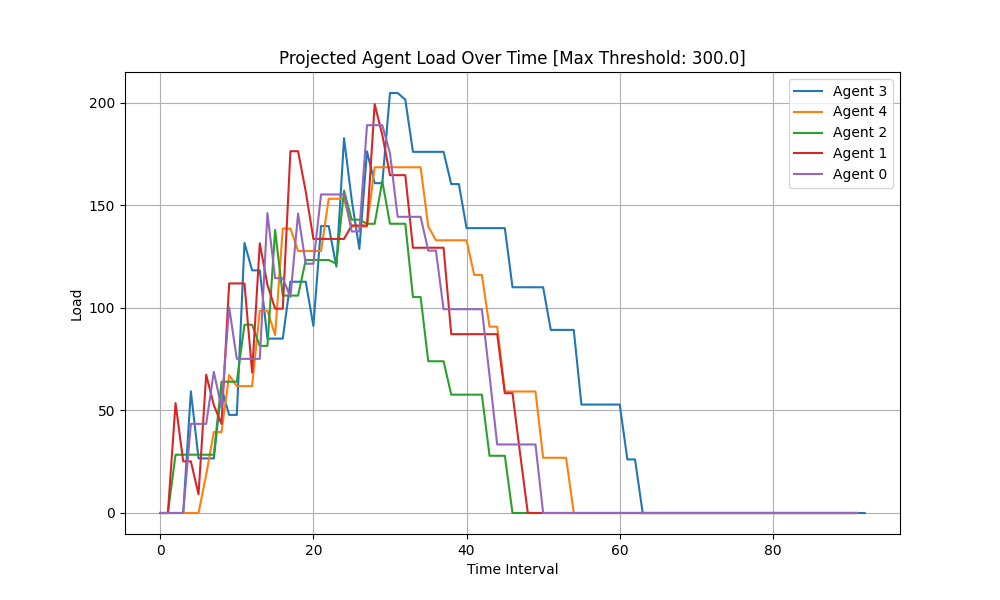 Projected Agent Load Over Time [Max Threshold: 300.0]
Agent 3
Agent 4
Agent 2
Agent 1
Agent 0
Load
200
150
100
50
0
0 20 40 60 80
Time Interval